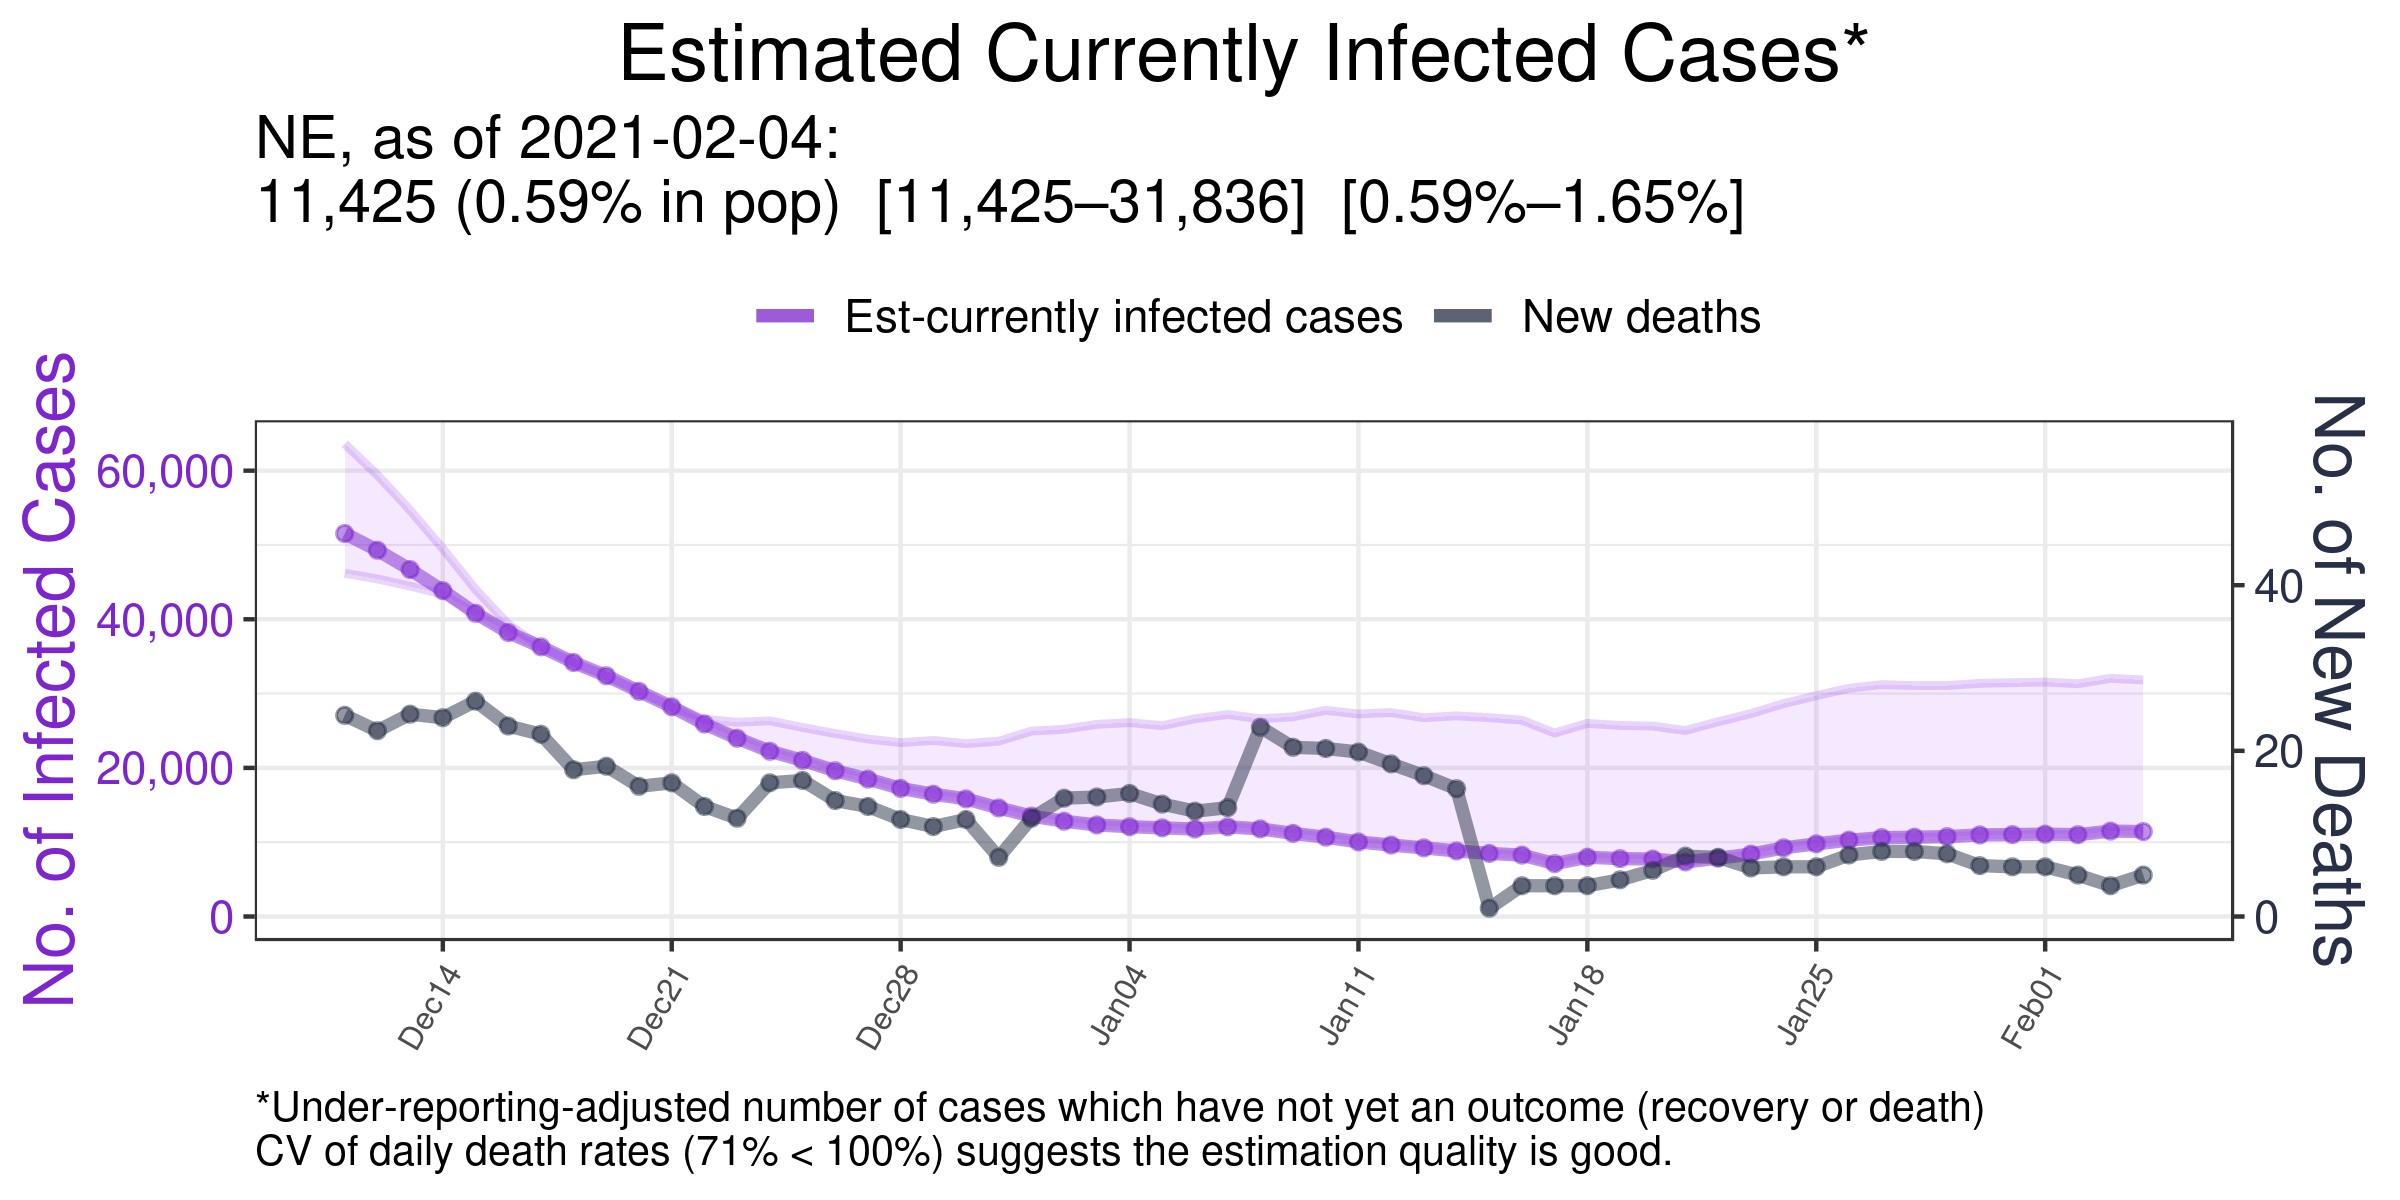 Estimated Currently Infected Cases*
NE, as of 2021-02-04:
11,425 (0.59% in pop)  [11,425–31,836]  [0.59%–1.65%]
Est-currently infected cases
New deaths
No. of Infected Cases
60,000
40,000
20,000
0
40
20
0
No. of New Deaths
Dec14
Dec21
Dec28
Jan04
Jan11
Jan18
Jan25
Feb01
*Under-reporting-adjusted number of cases which have not yet an outcome (recovery or death)
CV of daily death rates (71% < 100%) suggests the estimation quality is good.